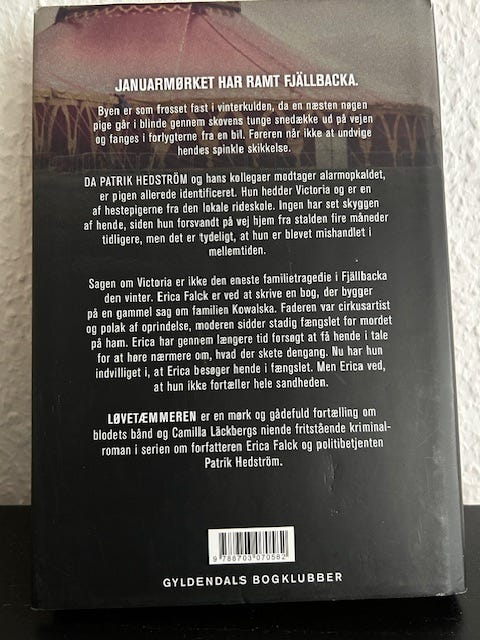 JANUARMØRKET HAR RAMT FJÄLLBACKA.
Byen er som frosset fast i vinterkulden, da en næsten nøgen
pige går i blinde gennem skovens tunge snedække ud på vejen
og fanges i forlygterne fra en bil. Føreren når ikke at undvige
hendes spinkle skikkelse.
DA PATRIK HEDSTRÖM og hans kollegaer modtager alarmopkaldet,
er pigen allerede identificeret. Hun hedder Victoria og er en
af hestepigerne fra den lokale rideskole. Ingen har set skyggen
af hende, siden hun forsvandt på vej hjem fra stalden fire måneder
tidligere, men det er tydeligt, at hun er blevet mishandlet i
mellemtiden.
Sagen om Victoria er ikke den eneste familietragedie i Fjällbacka
den vinter. Erica Falck er ved at skrive en bog, der bygger
på en gammel sag om familien Kowalska. Faderen var cirkusartist
og polak af oprindelse, moderen sidder stadig fængslet for mordet
på ham. Erica har gennem længere tid forsøgt at få hende i tale
for at høre nærmere om, hvad der skete dengang. Nu har hun
indvilliget i, at Erica besøger hende i fængslet. Men Erica ved,
at hun ikke fortæller hele sandheden.
LØVETÆMMEREN er en mørk og gådefuld fortælling om
blodets bånd og Camilla Läckbergs niende fritstående kriminal-
roman i serien om forfatteren Erica Falck og politibetjenten
Patrik Hedström.
9 788703 070582
GYLDENDALS BOGKLUBBER